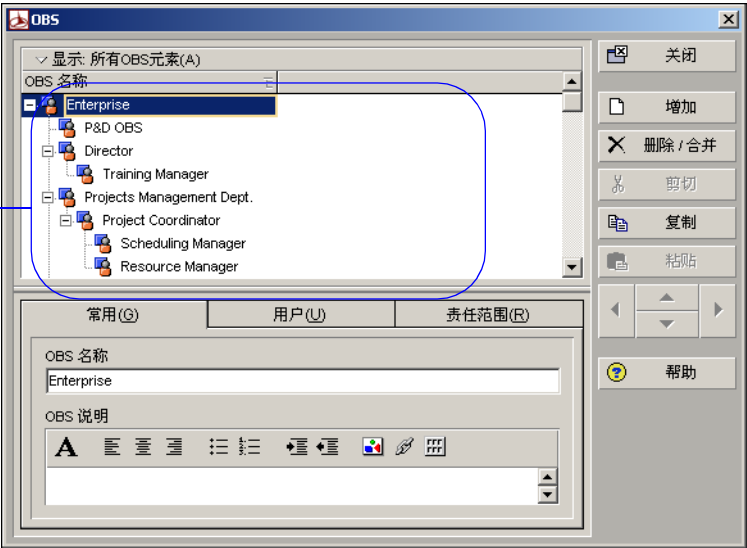 OBS
显示: 所有OBS元素(A)
OBS 名称
Enterprise
P&D OBS
Director
Training Manager
Projects Management Dept.
Project Coordinator
Scheduling Manager
Resource Manager
常用(G)
用户(U)
责任范围(R)
OBS 名称
Enterprise
OBS 说明
A
关闭
增加
删除 / 合并
剪切
复制
粘贴
帮助